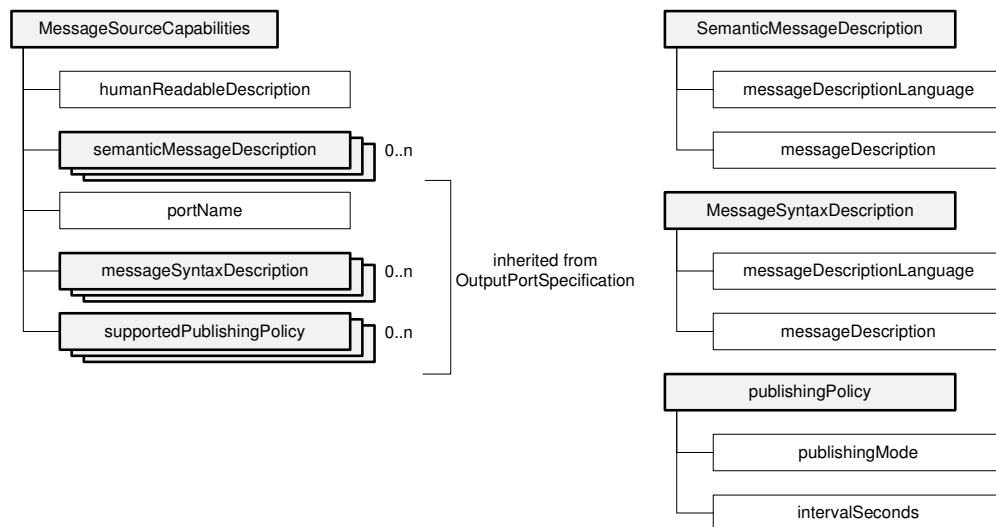 MessageSourceCapabilities
humanReadableDescription
semanticMessageDescription 0..n
portName
messageSyntaxDescription 0..n
supportedPublishingPolicy 0..n
inherited from
OutputPortSpecification
SemanticMessageDescription
messageDescriptionLanguage
messageDescription
MessageSyntaxDescription
messageDescriptionLanguage
messageDescription
publishingPolicy
publishingMode
intervalSeconds